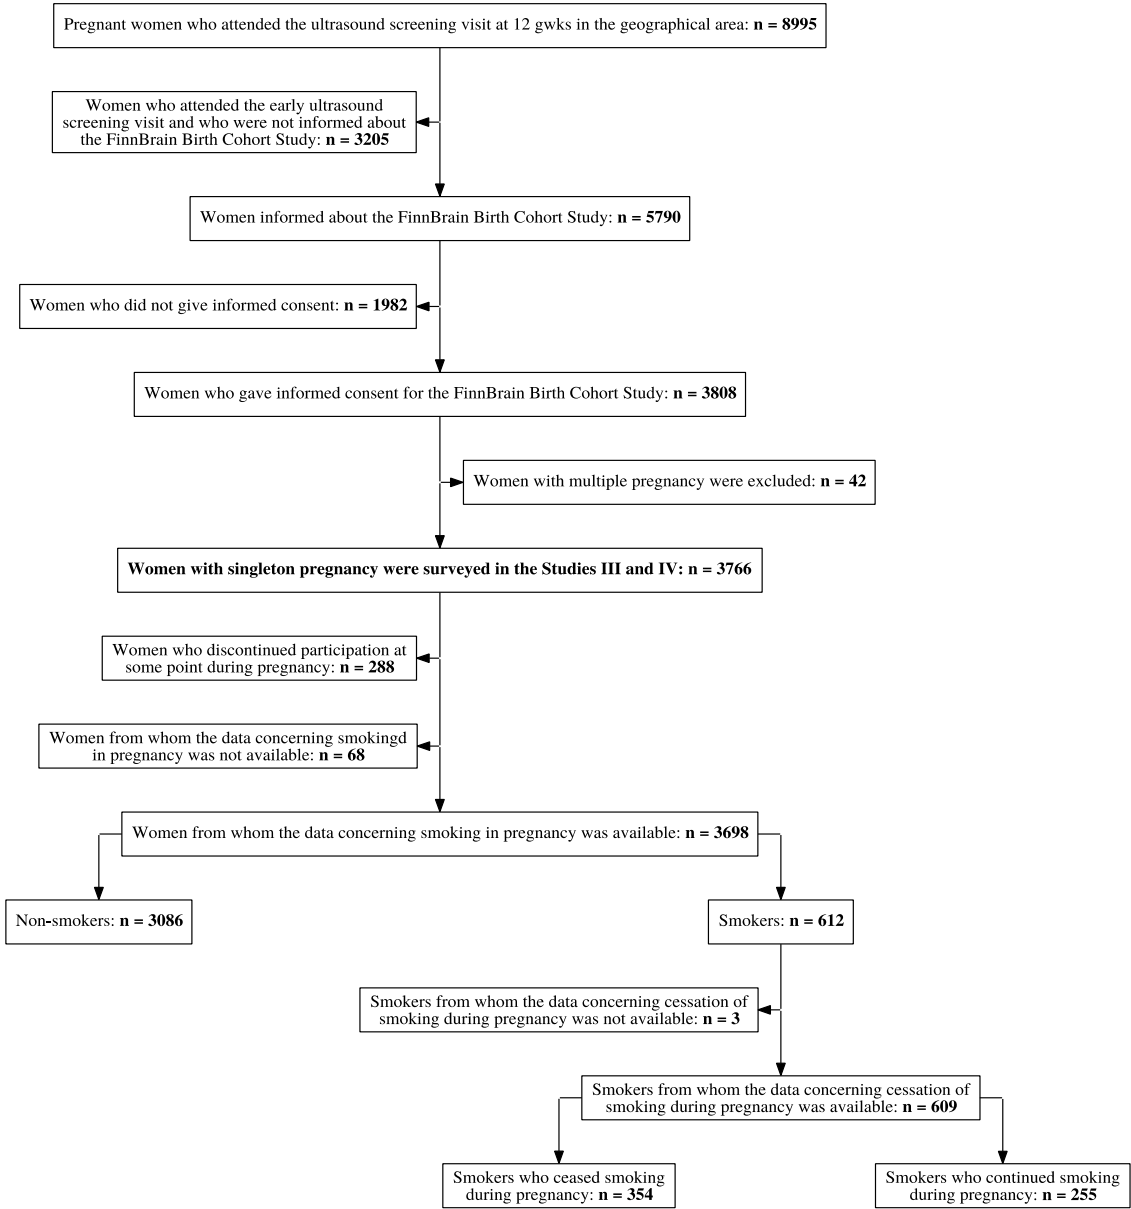 Pregnant women who attended the ultrasound screening visit at 12 gwks in the geographical area: n = 8995
Women who attended the early ultrasound
screening visit and who were not informed about
the FinnBrain Birth Cohort Study: n = 3205
Women informed about the FinnBrain Birth Cohort Study: n = 5790
Women who did not give informed consent: n = 1982
Women who gave informed consent for the FinnBrain Birth Cohort Study: n = 3808
Women with multiple pregnancy were excluded: n = 42
Women with singleton pregnancy were surveyed in the Studies III and IV: n = 3766
Women who discontinued participation at
some point during pregnancy: n = 288
Women from whom the data concerning smokingd
in pregnancy was not available: n = 68
Women from whom the data concerning smoking in pregnancy was available: n = 3698
Non-smokers: n = 3086
Smokers: n = 612
Smokers from whom the data concerning cessation of
smoking during pregnancy was not available: n = 3
Smokers from whom the data concerning cessation of
smoking during pregnancy was available: n = 609
Smokers who ceased smoking
during pregnancy: n = 354
Smokers who continued smoking
during pregnancy: n = 255